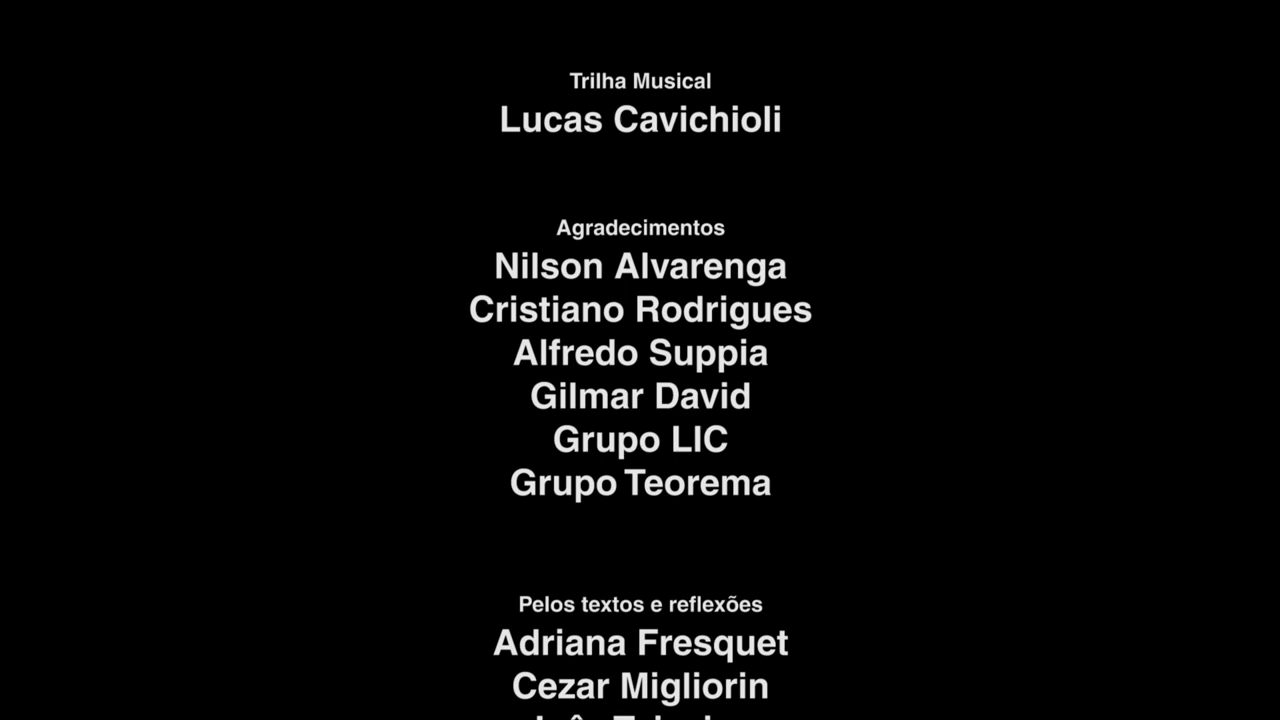 Trilha Musical
Lucas Cavichioli
Agradecimentos
Nilson Alvarenga
Cristiano Rodrigues
Alfredo Suppia
Gilmar David
Grupo LIC
Grupo Teorema
Pelos textos e reflexões
Adriana Fresquet
Cezar Migliorin